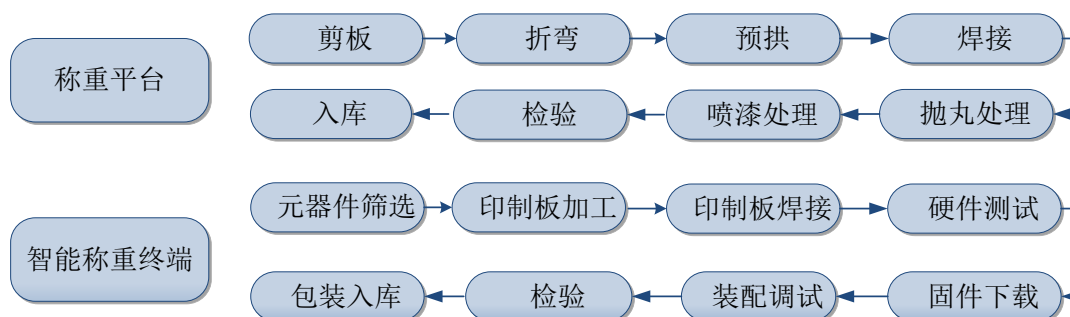 剪板 折弯 预拱 焊接
称重平台
入库 检验 喷漆处理 抛丸处理
元器件筛选 印制板加工 印制板焊接 硬件测试
智能称重终端
包装入库 检验 装配调试 固件下载